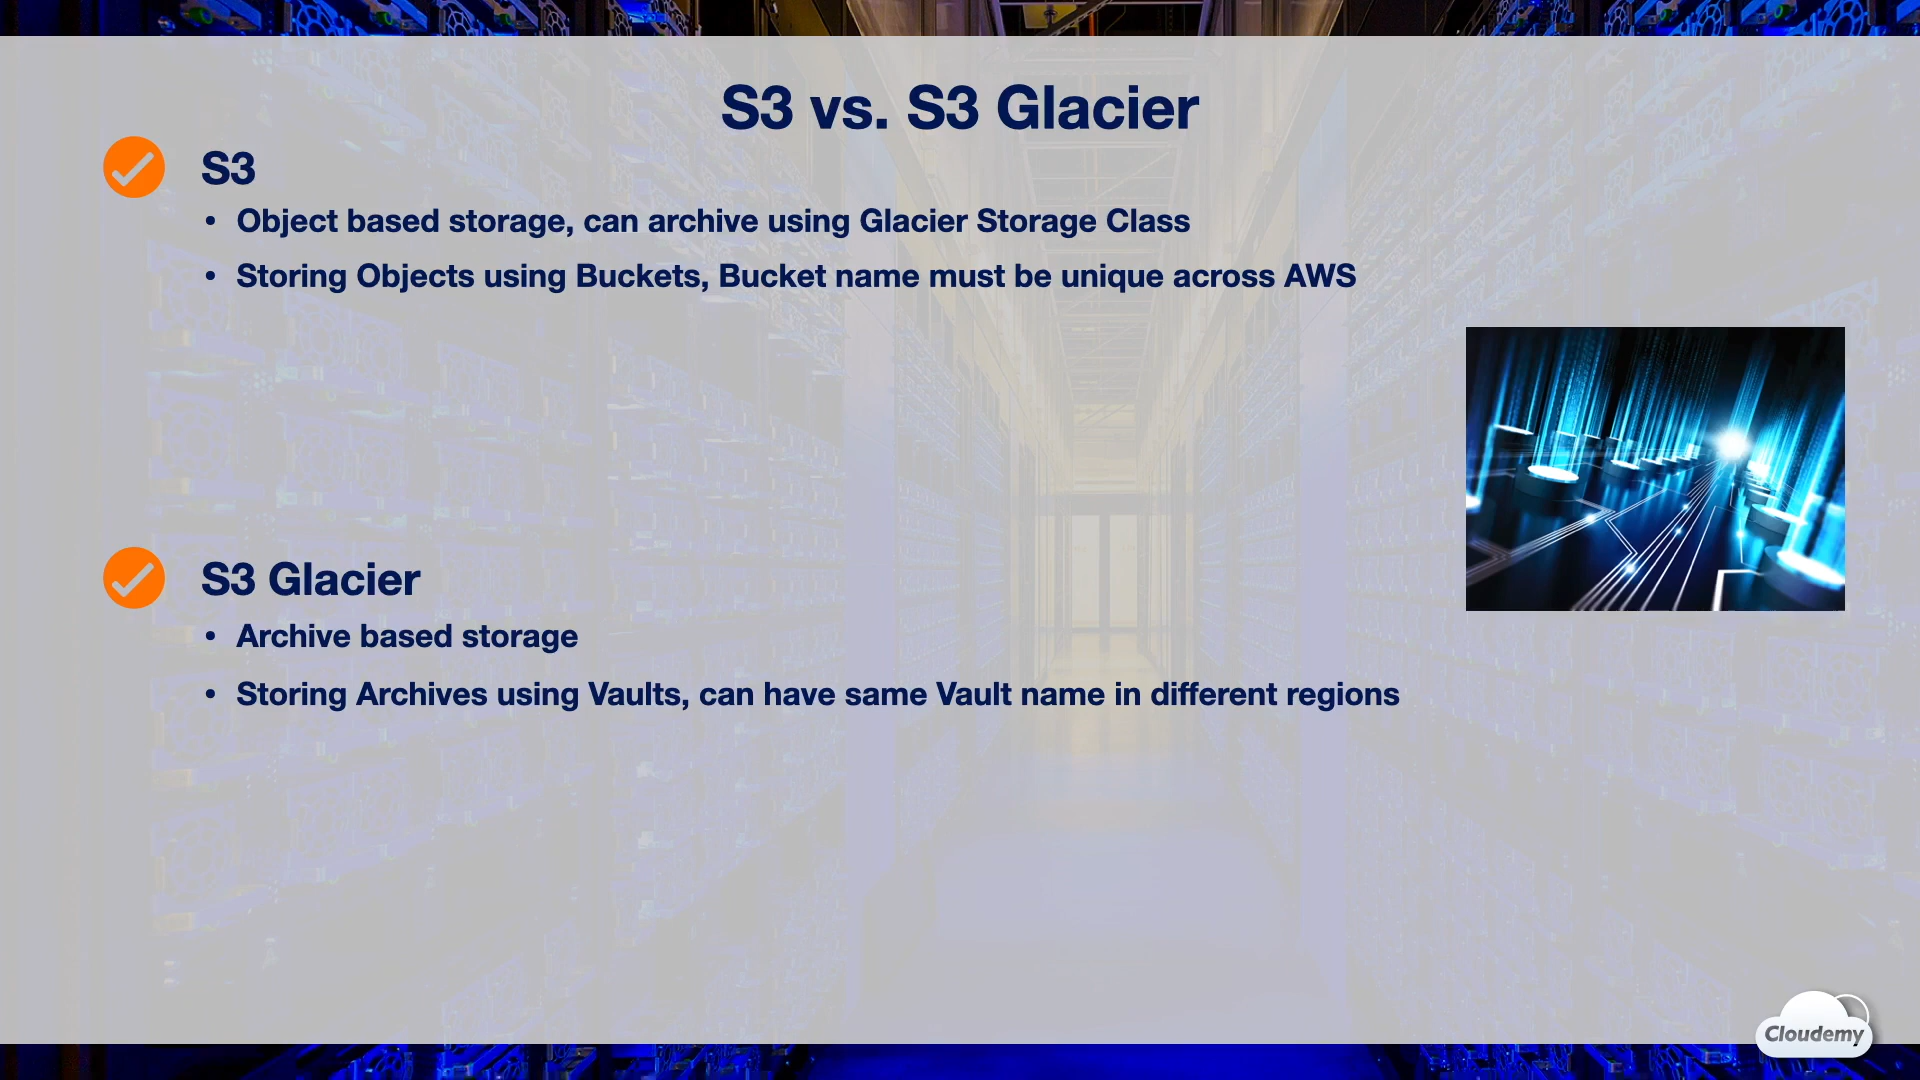 S3 vs. S3 Glacier
S3
• Object based storage, can archive using Glacier Storage Class
• Storing Objects using Buckets, Bucket name must be unique across AWS
S3 Glacier
• Archive based storage
• Storing Archives using Vaults, can have same Vault name in different regions
Cloudemy